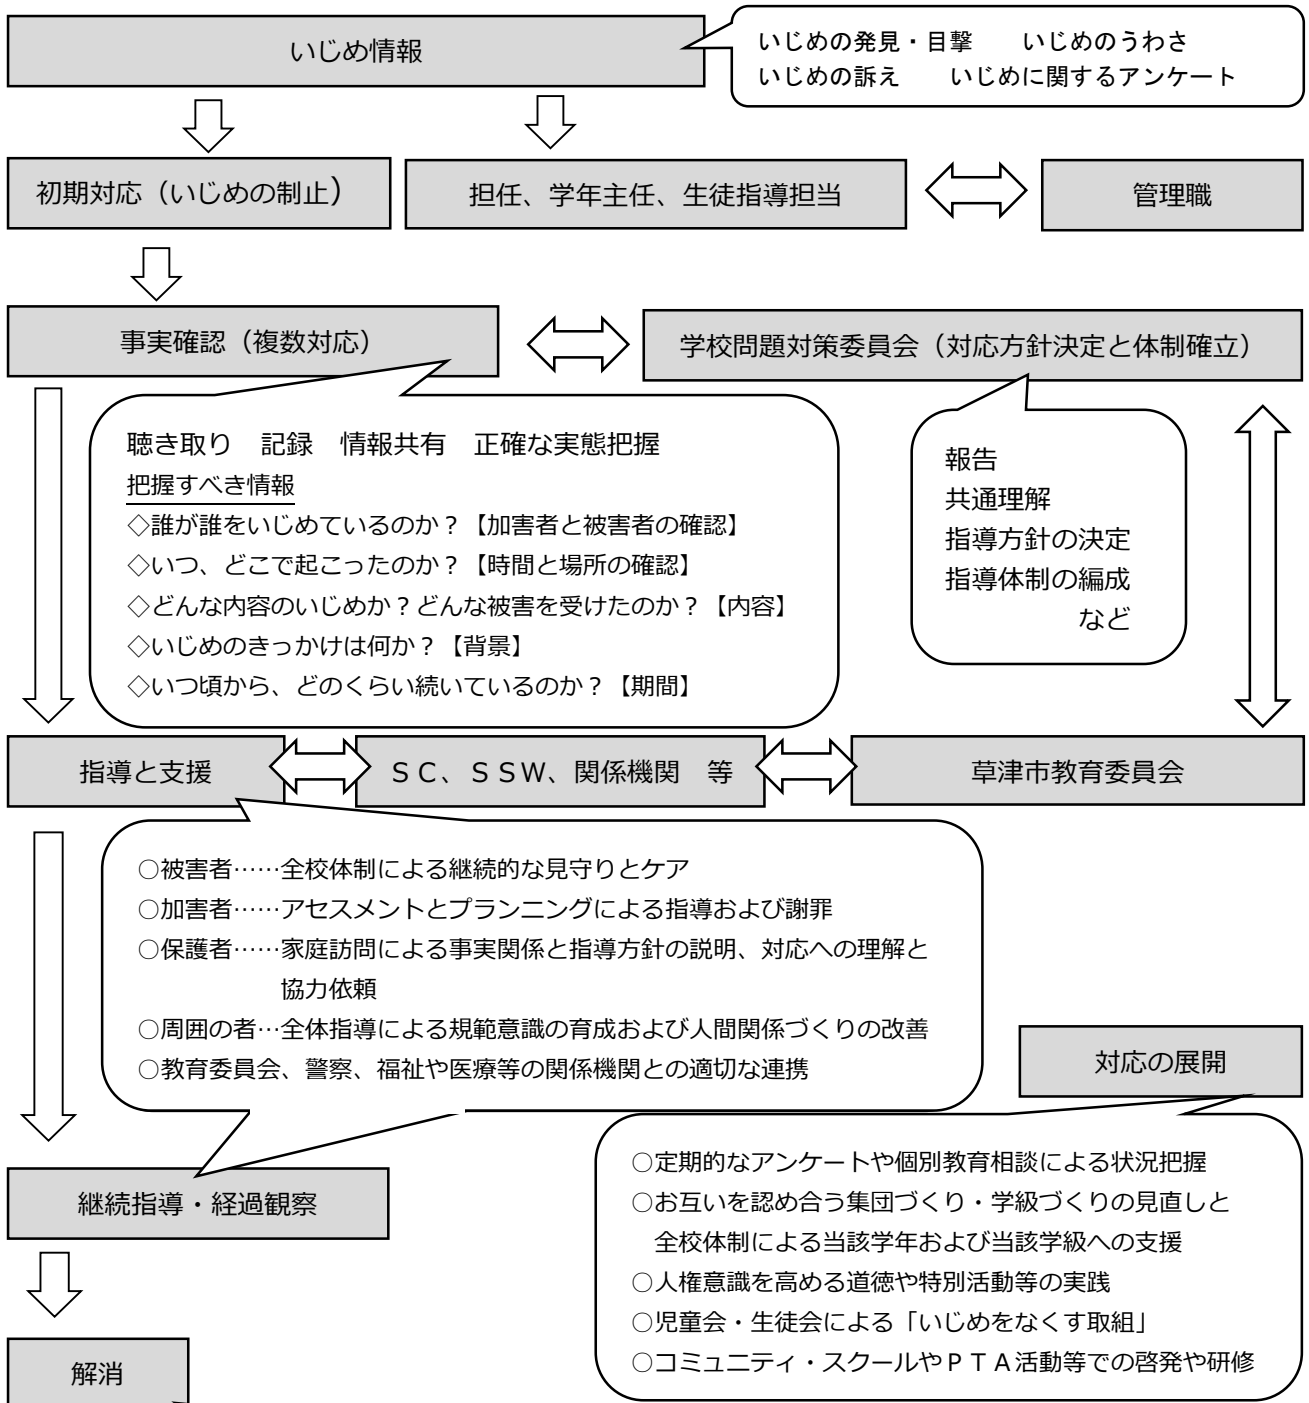 いじめ情報
いじめの発見・目撃　　いじめのうわさ
いじめの訴え　　いじめに関するアンケート
初期対応（いじめの制止）
担任、学年主任、生徒指導担当
管理職
事実確認（複数対応）
学校問題対策委員会（対応方針決定と体制確立）
聴き取り　記録　情報共有　正確な実態把握
把握すべき情報
◇誰が誰をいじめているのか？【加害者と被害者の確認】
◇いつ、どこで起こったのか？【時間と場所の確認】
◇どんな内容のいじめか？どんな被害を受けたのか？【内容】
◇いじめのきっかけは何か？【背景】
◇いつ頃から、どのくらい続いているのか？【期間】
報告
共通理解
指導方針の決定
指導体制の編成
など
指導と支援
ＳＣ、ＳＳＷ、関係機関　等
草津市教育委員会
○被害者……全校体制による継続的な見守りとケア
○加害者……アセスメントとプランニングによる指導および謝罪
○保護者……家庭訪問による事実関係と指導方針の説明、対応への理解と
協力依頼
○周囲の者…全体指導による規範意識の育成および人間関係づくりの改善
○教育委員会、警察、福祉や医療等の関係機関との適切な連携
対応の展開
○定期的なアンケートや個別教育相談による状況把握
○お互いを認め合う集団づくり・学級づくりの見直しと
全校体制による当該学年および当該学級への支援
○人権意識を高める道徳や特別活動等の実践
○児童会・生徒会による「いじめをなくす取組」
○コミュニティ・スクールやＰＴＡ活動等での啓発や研修
継続指導・経過観察
解消